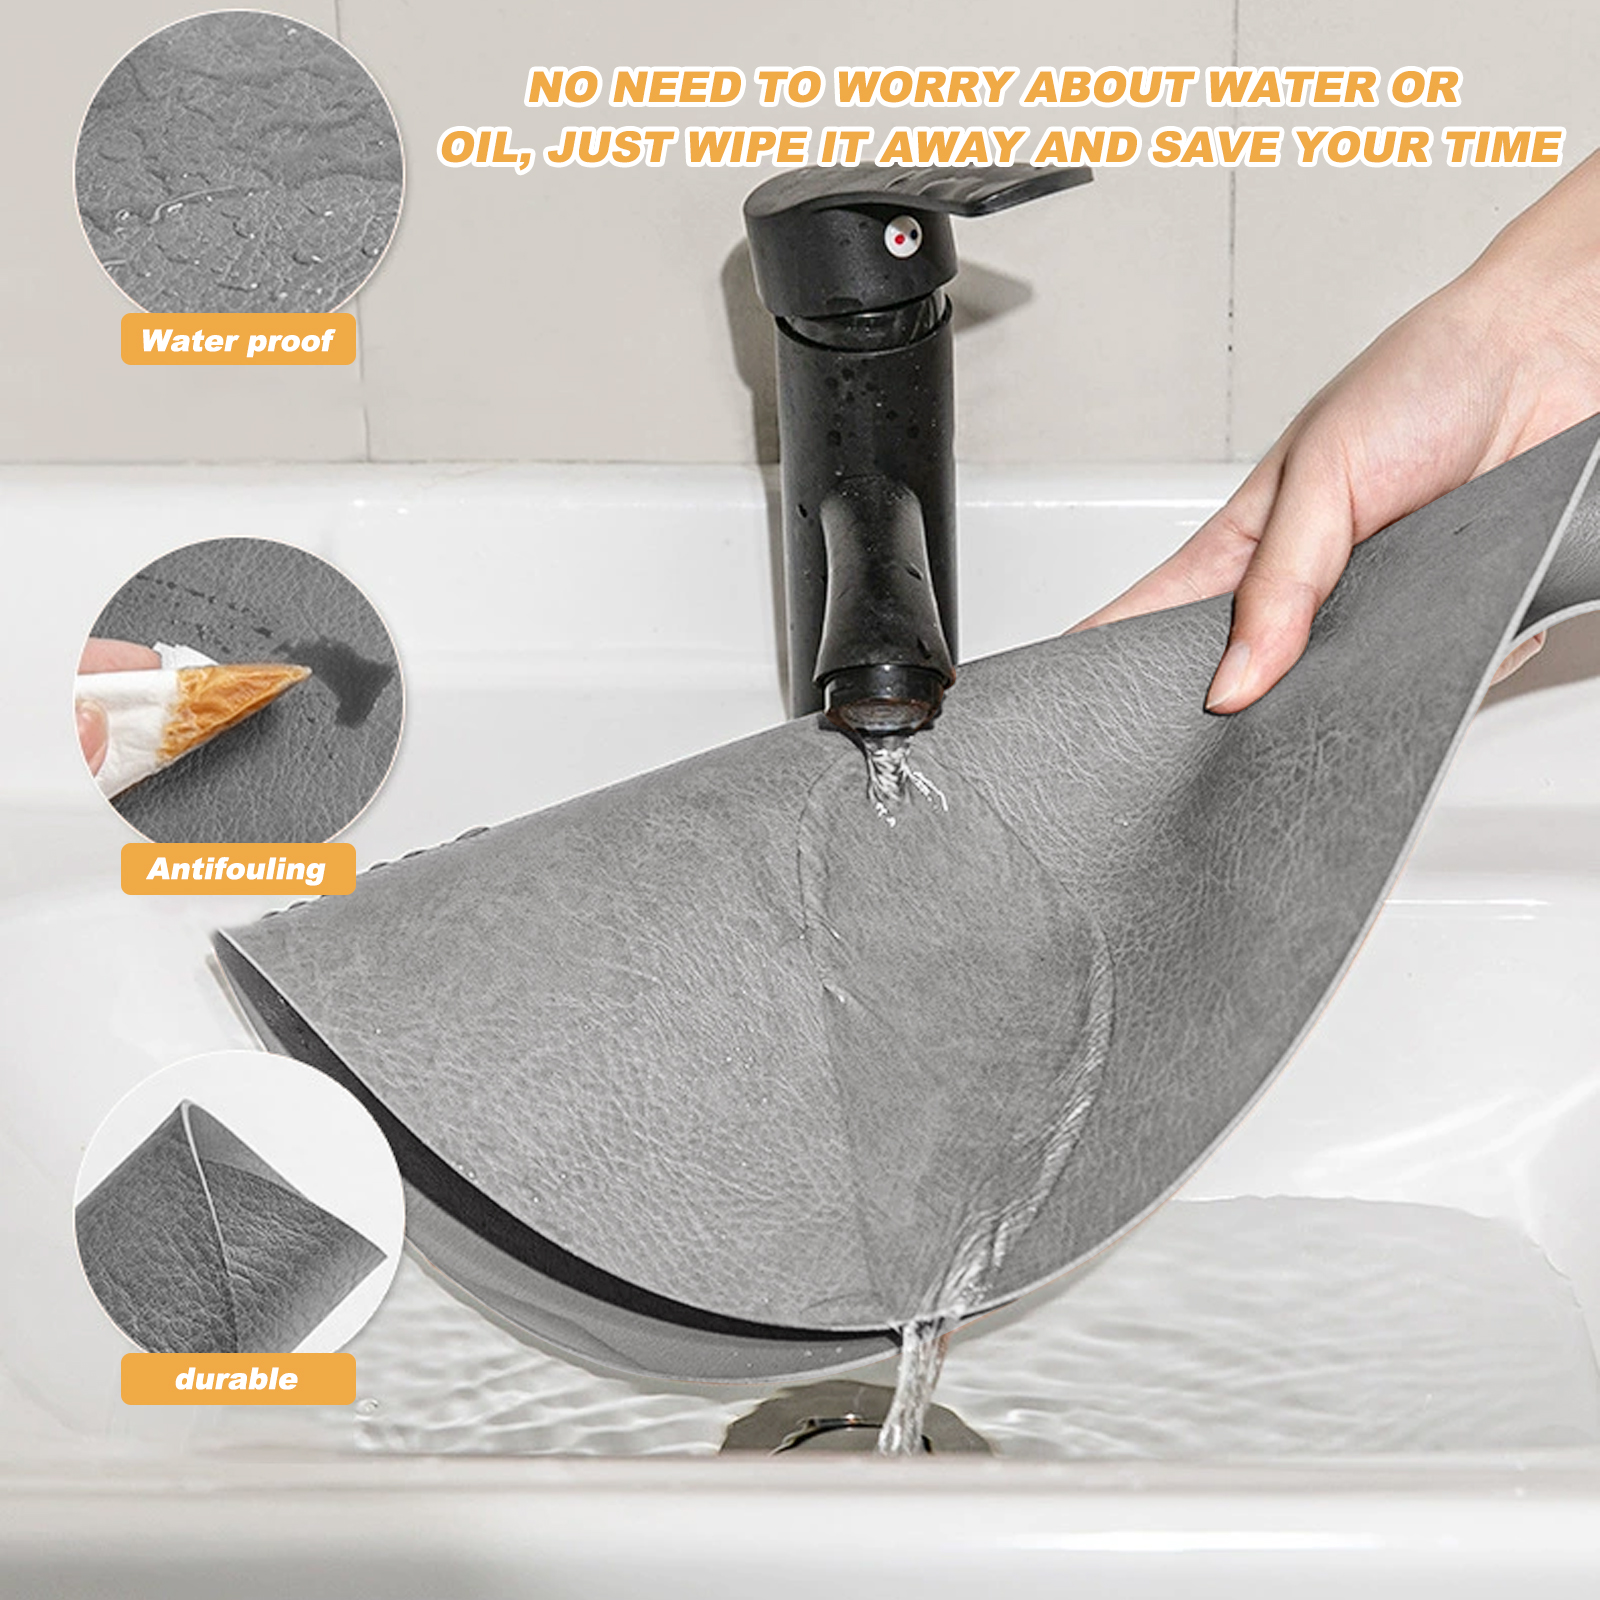 NO NEED TO WORRY ABOUT WATER OR
OIL, JUST WIPE IT AWAY AND SAVE YOUR TIME
Water proof
Antifouling
durable